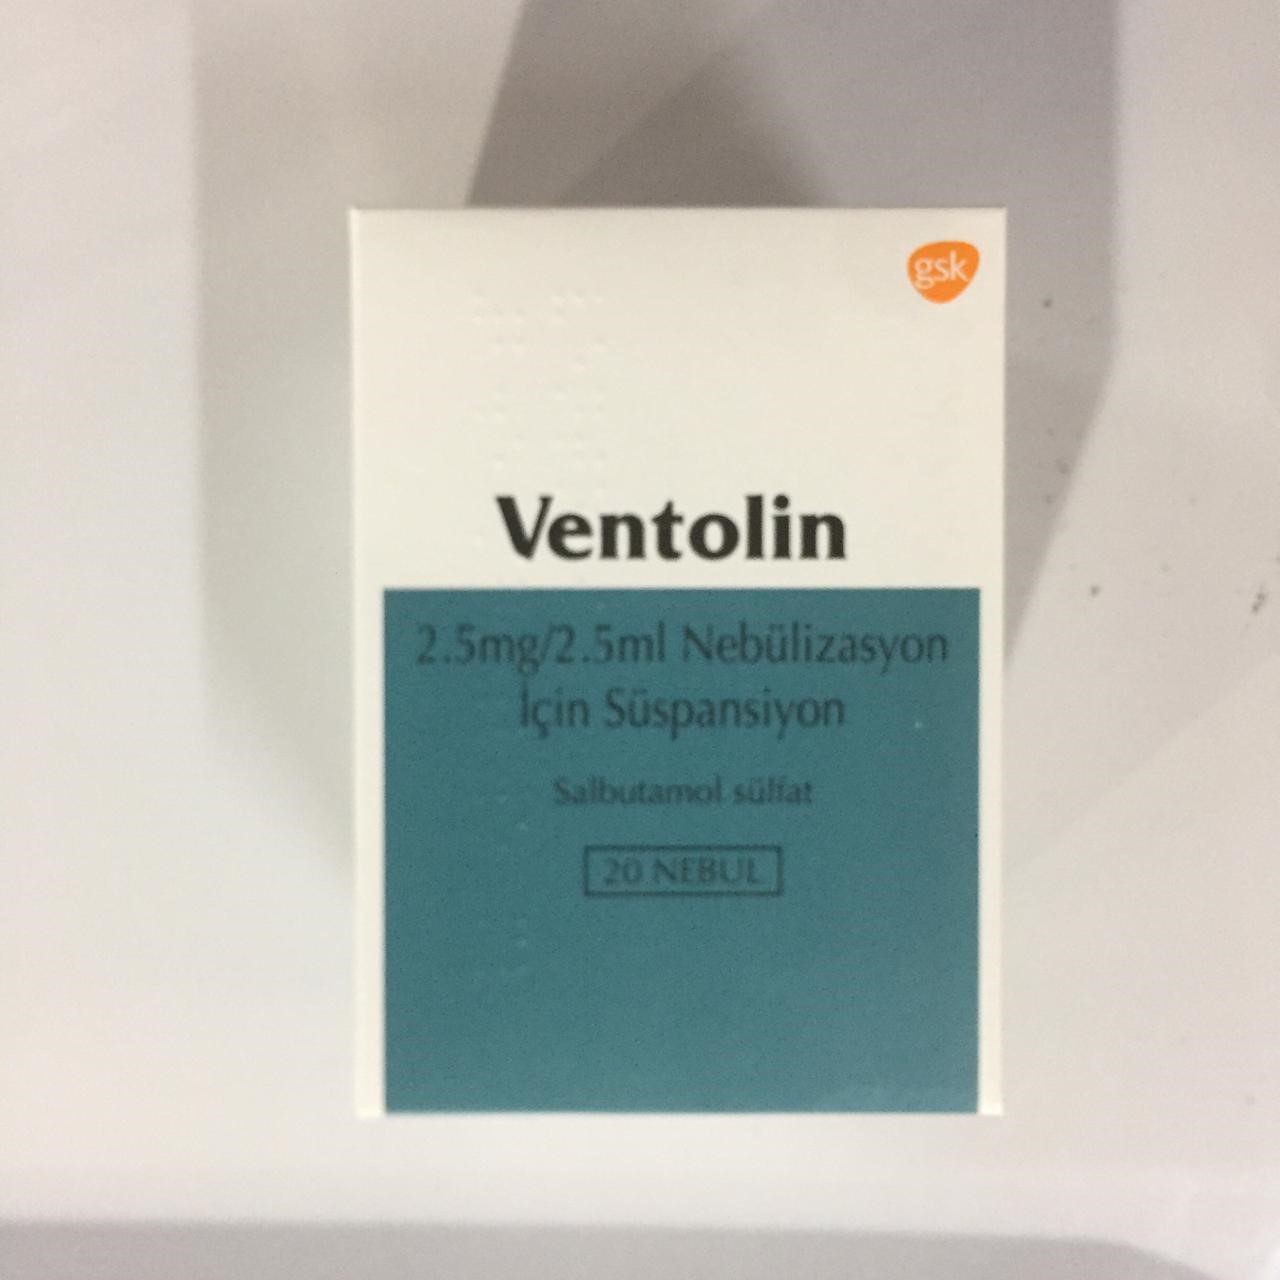 gsk
Ventolin
2.5mg/2.5ml Nebülizasyon
İçin Süspansiyon
Salbutamol sülfat
20 NEBUL